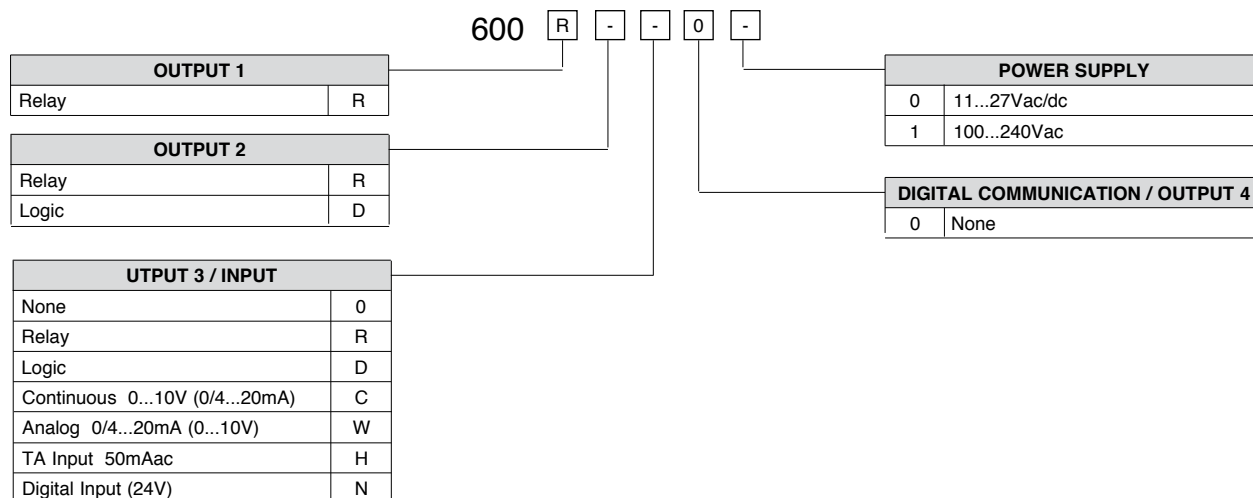 600 R - - 0 -
OUTPUT 1
Relay R
OUTPUT 2
Relay R
Logic D
UTPUT 3 / INPUT
None 0
Relay R
Logic D
Continuous 0...10V (0/4...20mA) C
Analog 0/4...20mA (0...10V) W
TA Input 50mAac H
Digital Input (24V) N
POWER SUPPLY
0 11...27Vac/dc
1 100...240Vac
DIGITAL COMMUNICATION / OUTPUT 4
0 None